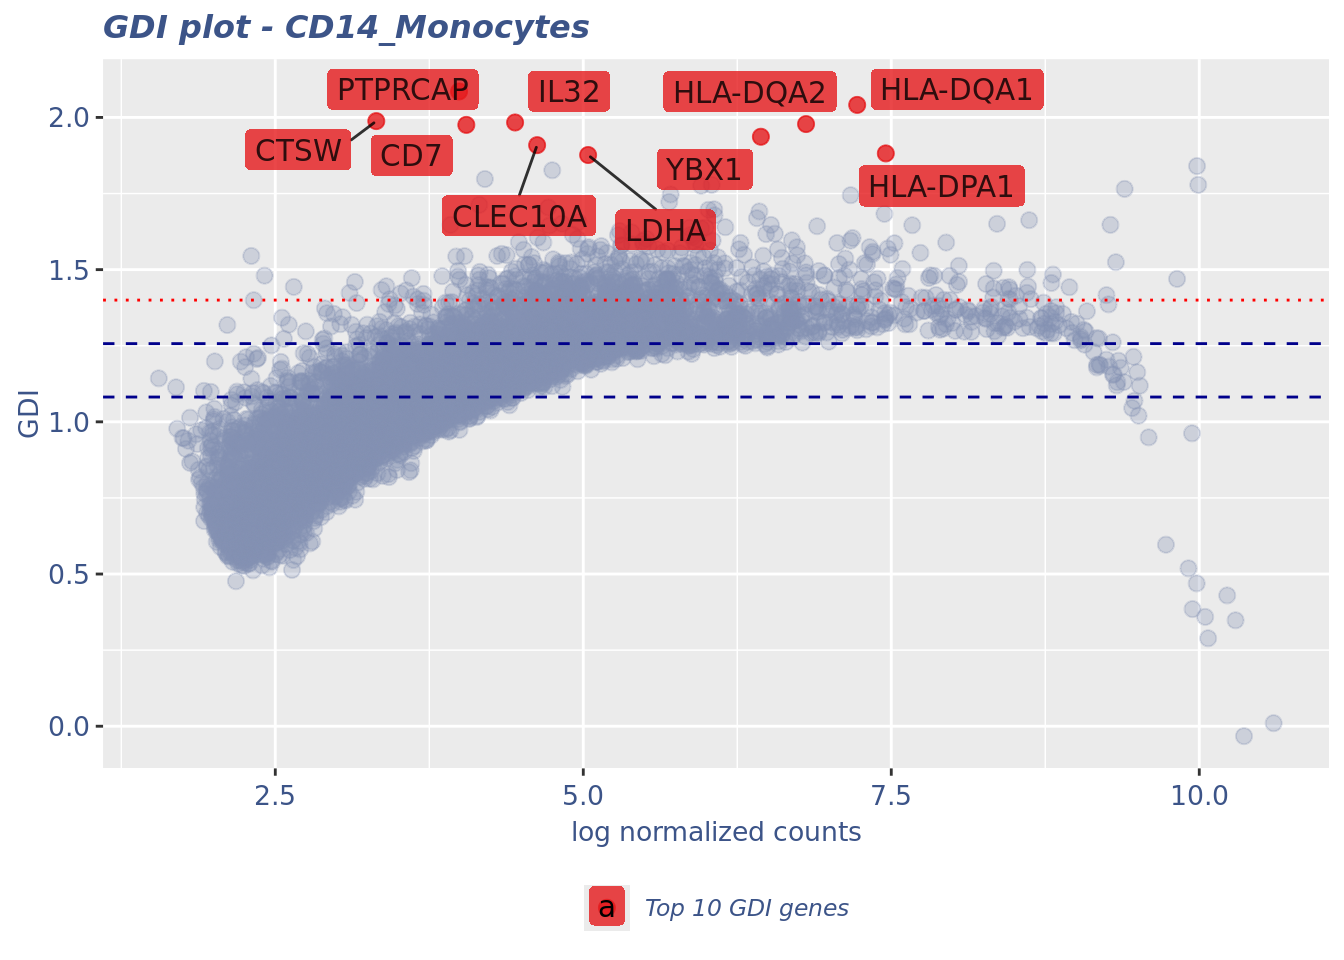 GDI plot - CD14_Monocytes
PTPRCAP
IL32
HLA-DQA2
HLA-DQA1
CTSW
CD7
YBX1
HLA-DPA1
CLEC10A
LDHA
GDI
2.0
1.5
1.0
0.5
0.0
2.5
5.0
7.5
10.0
log normalized counts
a
Top 10 GDI genes